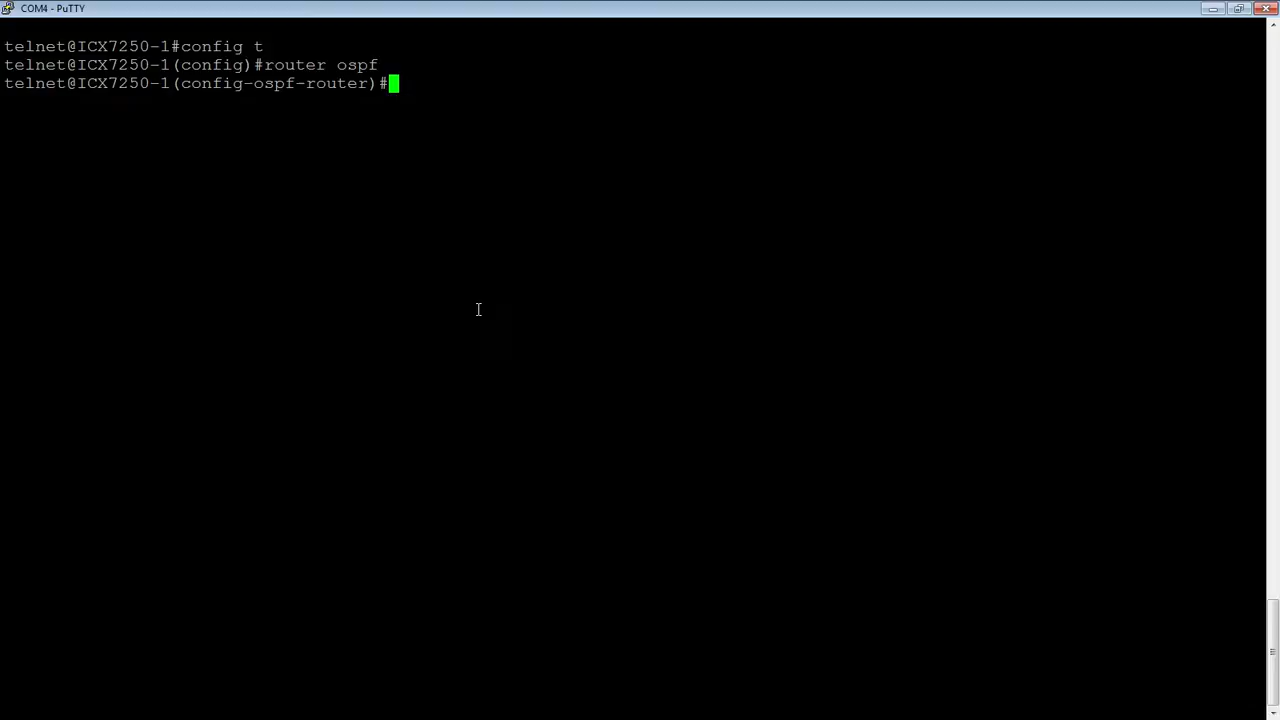 COM4 - PuTTY
telnet@ICX7250-1#config t
telnet@ICX7250-1(config)#router ospf
telnet@ICX7250-1(config-ospf-router)#